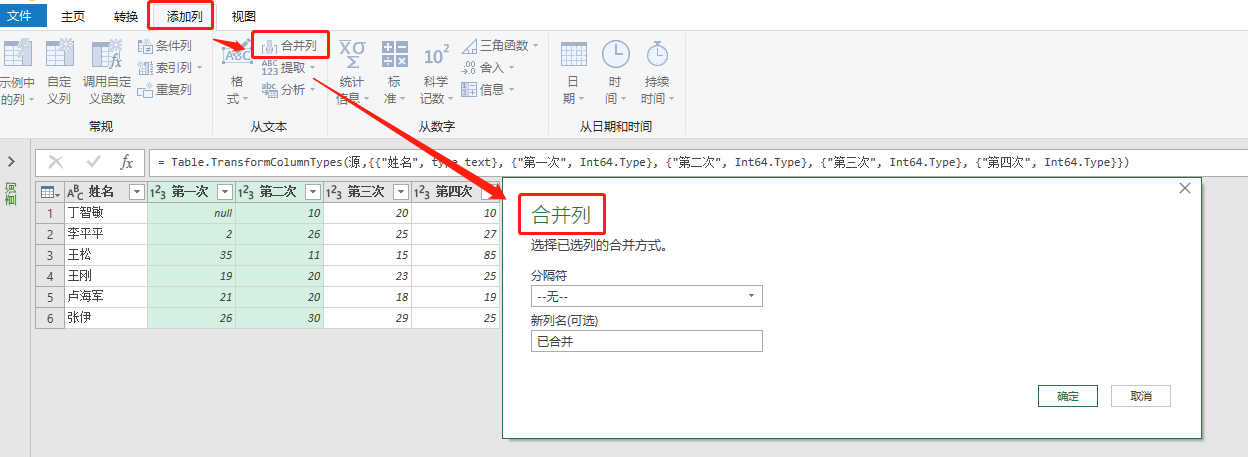 文件 主页 转换 添加列 视图
示例中的列 自定义列 调用自定义函数 条件列 索引列 重复列
常规
格式 合并列 提取 分析
从文本
统计信息 标准 科学记数 三角函数 舍入 信息
从数字
日期 时间 持续时间
从日期和时间
= Table.TransformColumnTypes(源,{{"姓名", type text}, {"第一次", Int64.Type}, {"第二次", Int64.Type}, {"第三次", Int64.Type}, {"第四次", Int64.Type}})
查询
姓名 第一次 第二次 第三次 第四次
1 丁智敏 null 10 20 10
2 李平平 2 26 25 27
3 王松 35 11 15 85
4 王刚 19 20 23 25
5 卢海军 21 20 18 19
6 张伊 26 30 29 25
合并列
选择已选列的合并方式。
分隔符
--无--
新列名(可选)
已合并
确定 取消